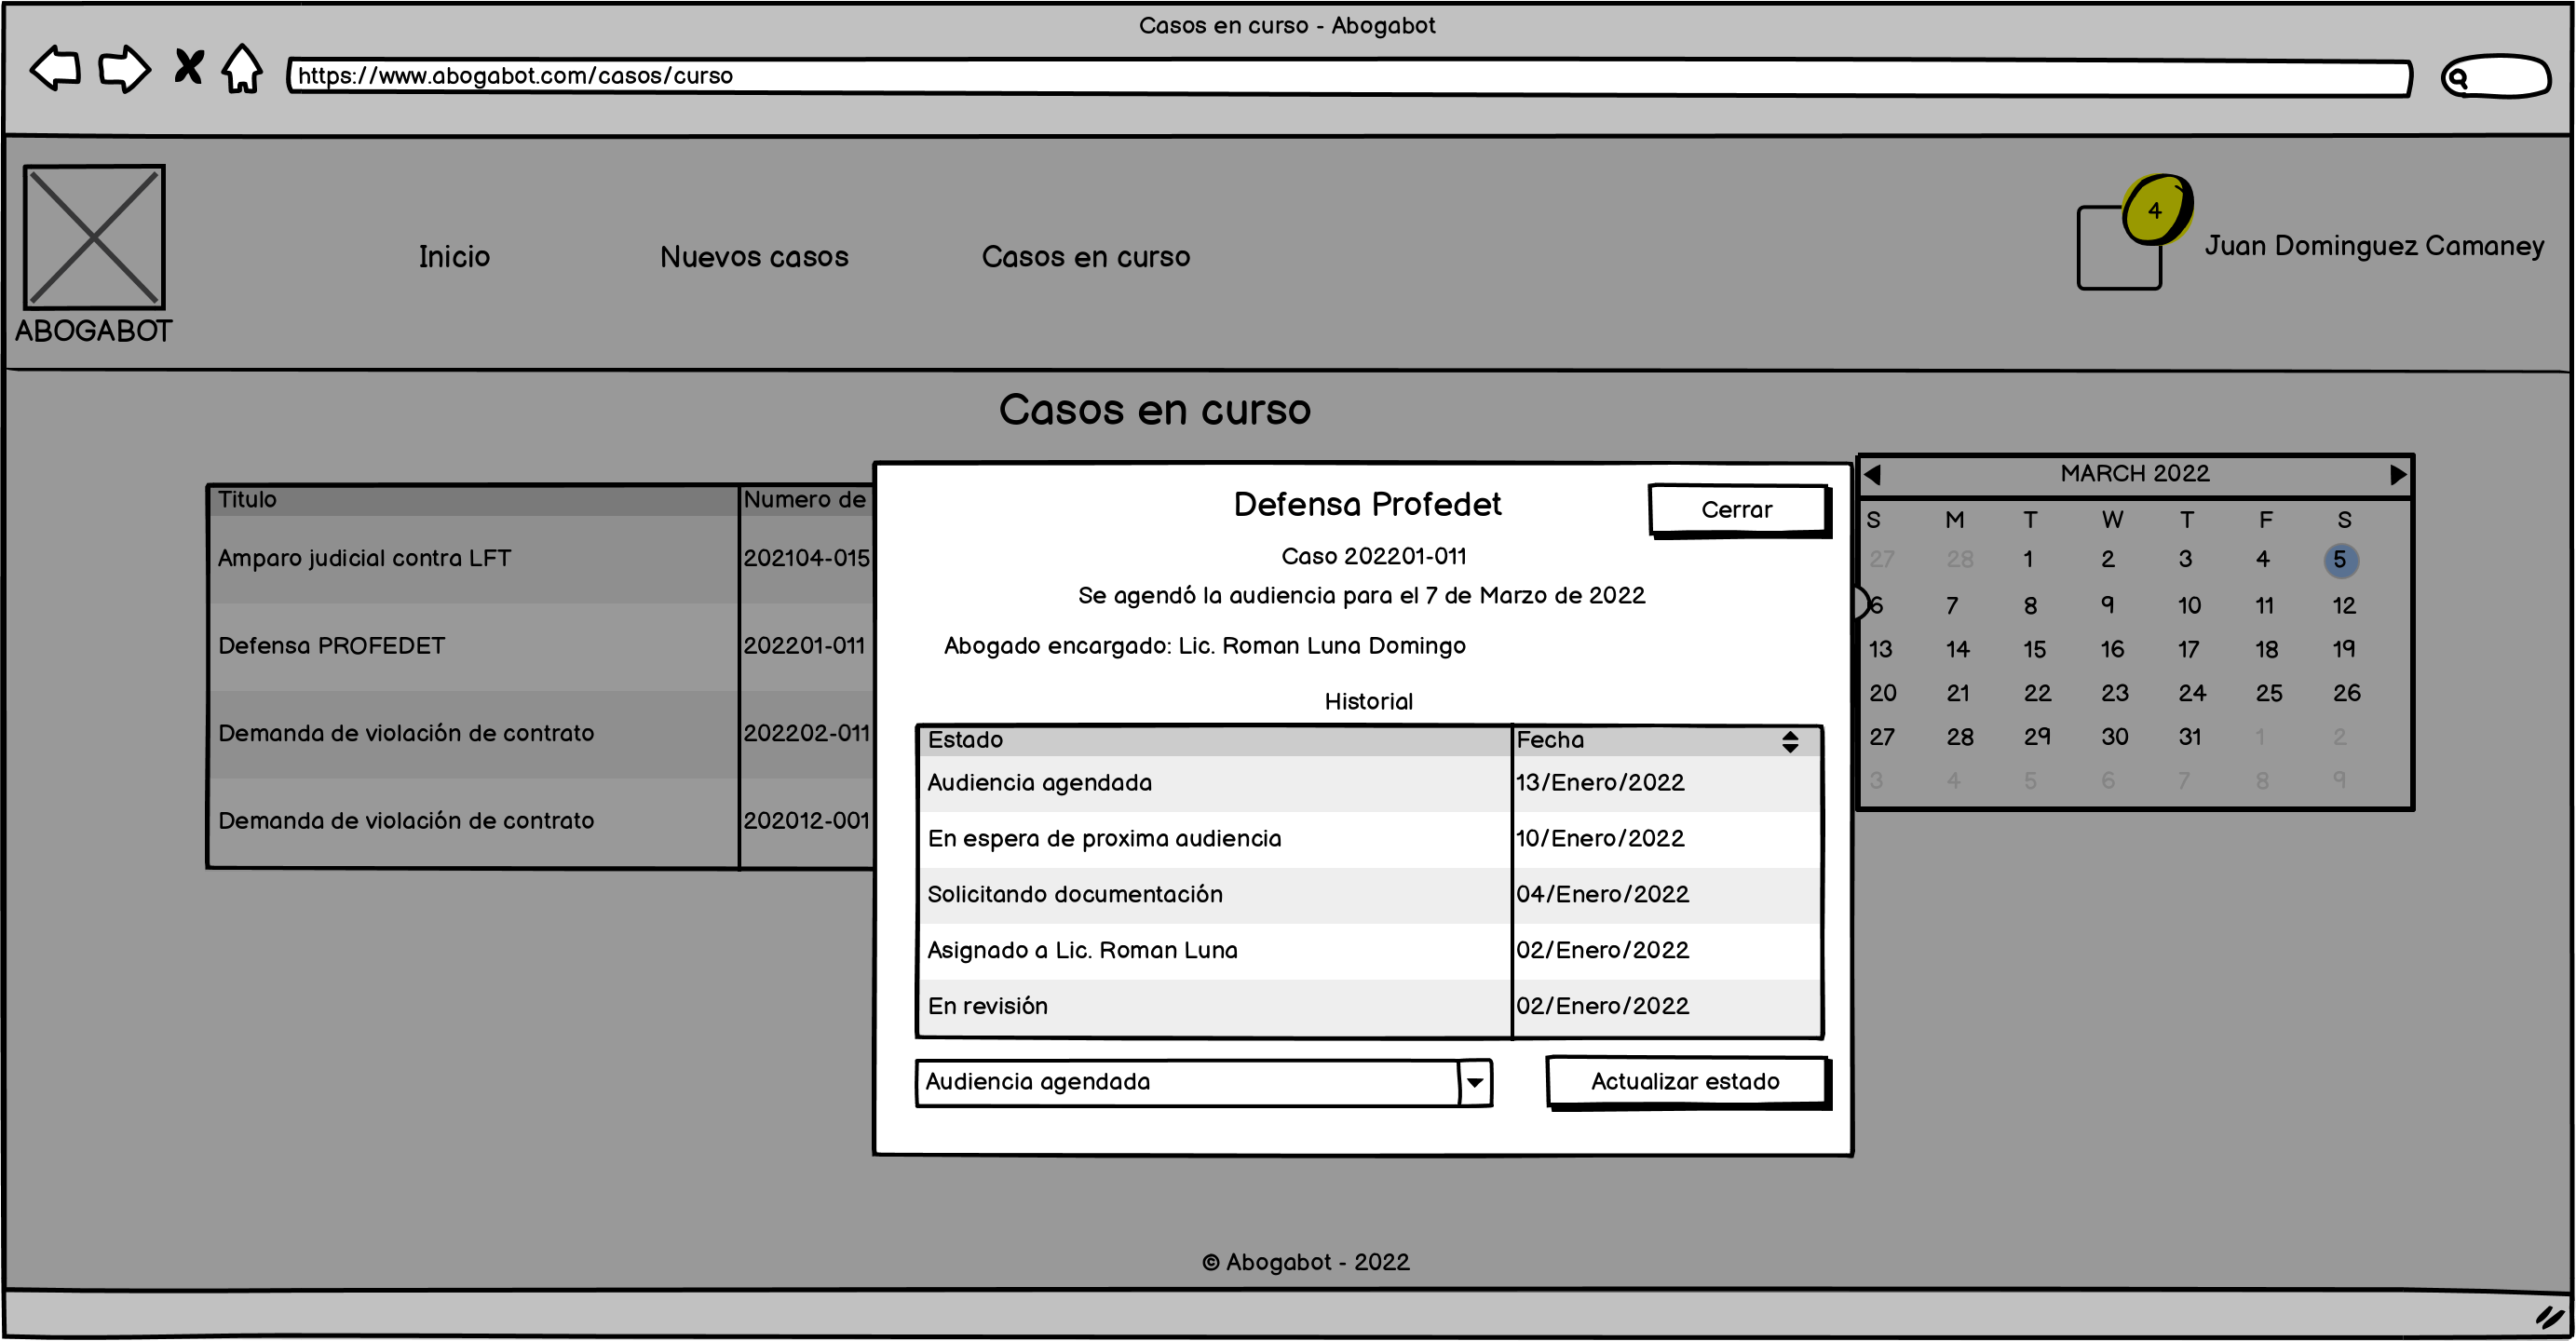 Casos en curso - Abogabot
https://www.abogabot.com/casos/curso
4
Inicio Nuevos casos Casos en curso Juan Dominguez Camaney
ABOGABOT
Casos en curso
Titulo Numero de
Amparo judicial contra LFT 202104-015
Defensa PROFEDET 202201-011
Demanda de violación de contrato 202202-011
Demanda de violación de contrato 202012-001
Defensa Profedet Cerrar
Caso 202201-011
Se agendó la audiencia para el 7 de Marzo de 2022
Abogado encargado: Lic. Roman Luna Domingo
Historial
Estado Fecha
Audiencia agendada 13/Enero/2022
En espera de proxima audiencia 10/Enero/2022
Solicitando documentación 04/Enero/2022
Asignado a Lic. Roman Luna 02/Enero/2022
En revisión 02/Enero/2022
Audiencia agendada Actualizar estado
MARCH 2022
S M T W T F S
27 28 1 2 3 4 5
6 7 8 9 10 11 12
13 14 15 16 17 18 19
20 21 22 23 24 25 26
27 28 29 30 31 1 2
3 4 5 6 7 8 9
© Abogabot - 2022